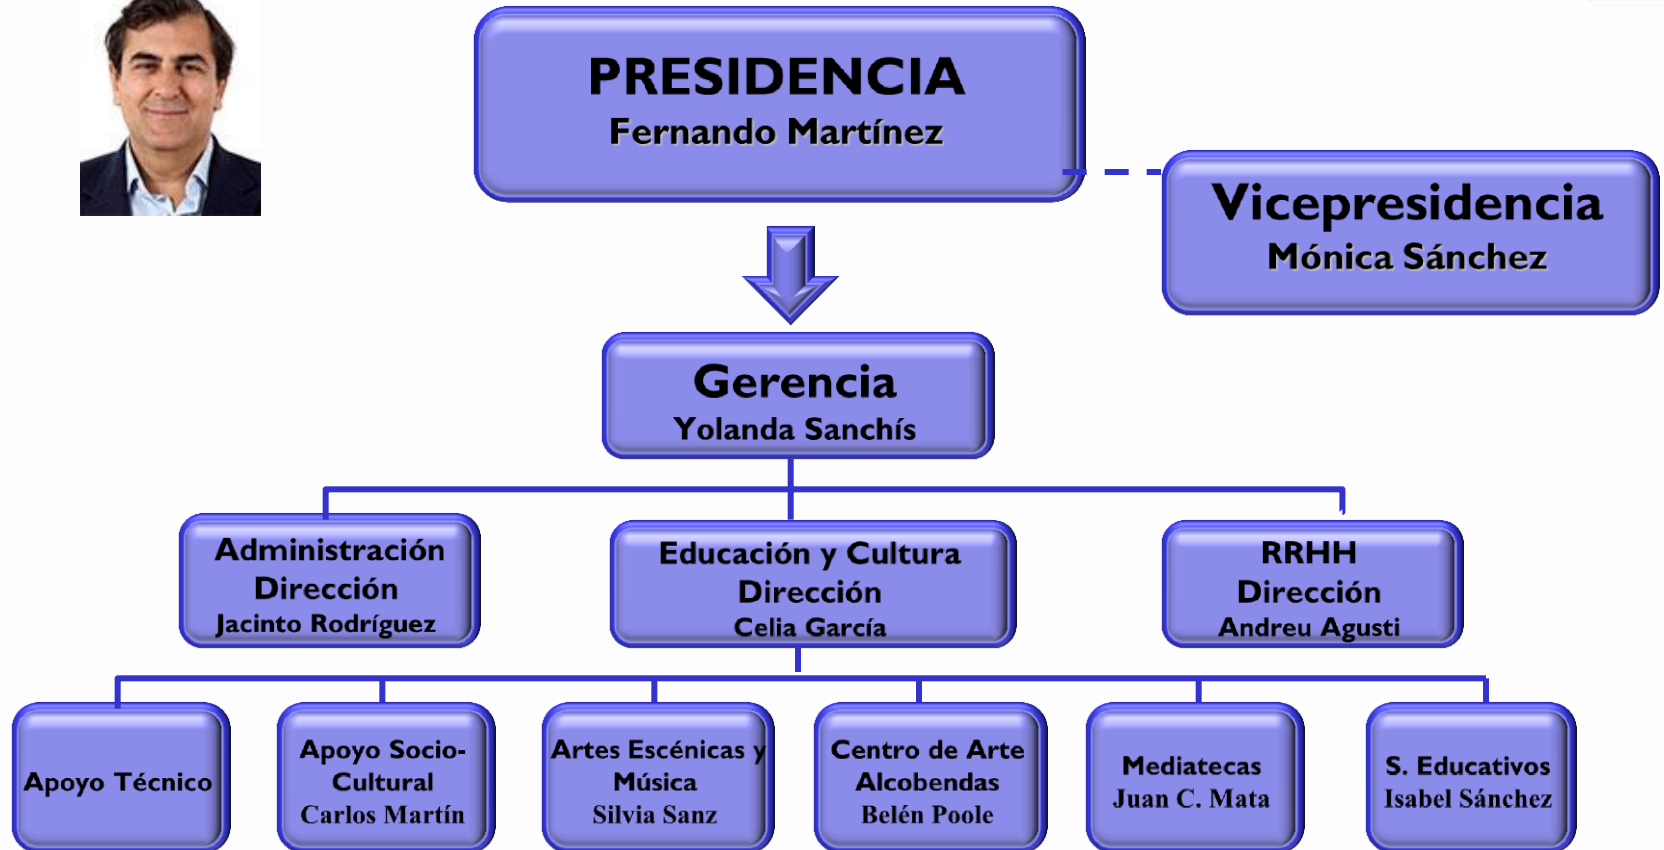 PRESIDENCIA
Fernando Martínez
Vicepresidencia
Mónica Sánchez
Gerencia
Yolanda Sanchís
Administración
Dirección
Jacinto Rodríguez
Educación y Cultura
Dirección
Celia García
RRHH
Dirección
Andreu Agusti
Apoyo Técnico
Apoyo Socio-
Cultural
Carlos Martín
Artes Escénicas y
Música
Silvia Sanz
Centro de Arte
Alcobendas
Belén Poole
Mediatecas
Juan C. Mata
S. Educativos
Isabel Sánchez